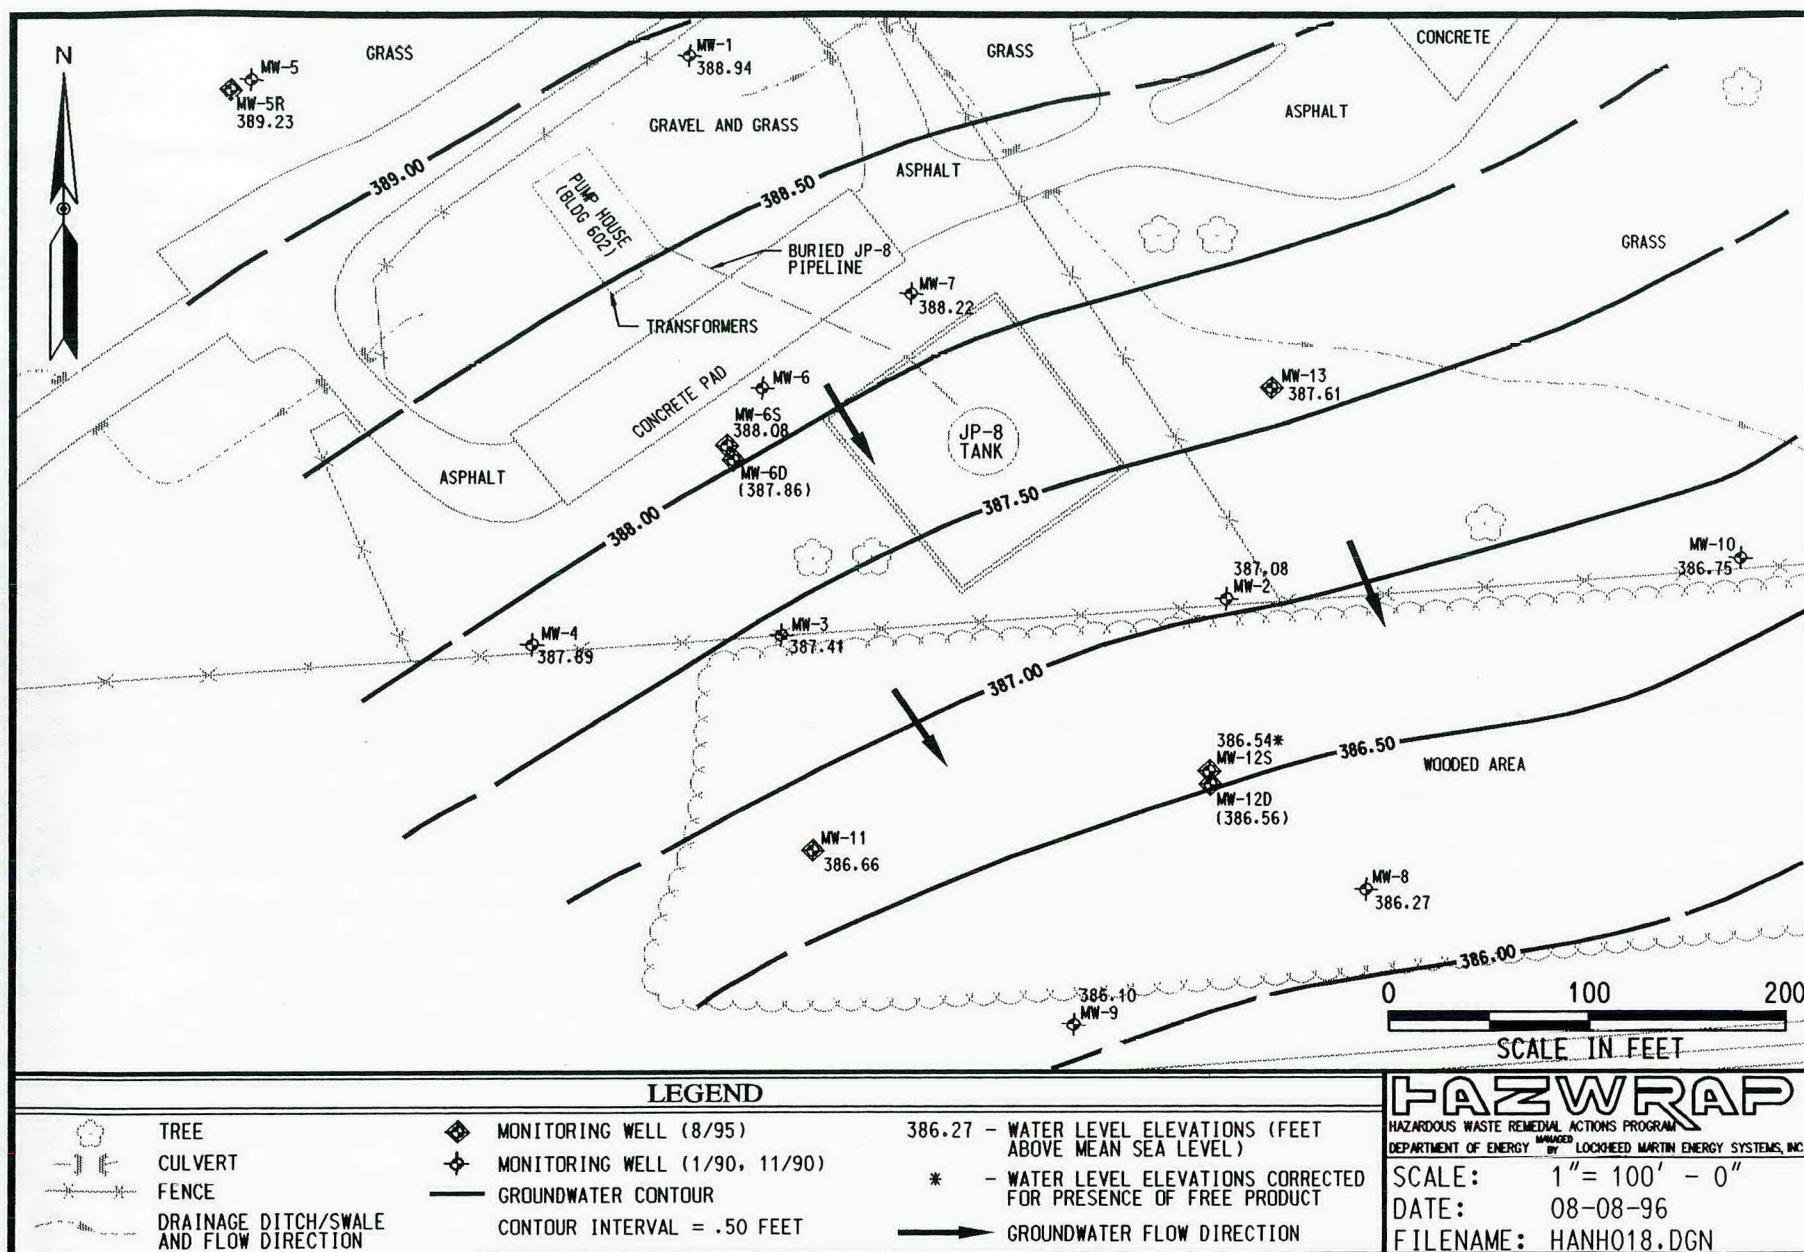 N
GRASS
MW-1
388.94
GRASS
CONCRETE
MW-5
MW-5R
389.23
GRAVEL AND GRASS
ASPHALT
389.00
388.50
ASPHALT
PUMP HOUSE
(BLDG 602)
BURIED JP-8
PIPELINE
GRASS
MW-7
388.22
TRANSFORMERS
MW-6
MW-13
387.61
CONCRETE PAD
MW-6S
388.08
JP-8
TANK
MW-6D
(387.86)
ASPHALT
387.50
388.00
MW-10
386.75
387.08
MW-2
MW-4
387.89
MW-3
387.41
387.00
386.54*
MW-12S
386.50
WOODED AREA
MW-12D
(386.56)
MW-11
386.66
MW-8
386.27
386.00
386.10
MW-9
0 100 200
SCALE IN FEET
LEGEND
TREE
CULVERT
FENCE
DRAINAGE DITCH/SWALE
AND FLOW DIRECTION
MONITORING WELL (8/95)
MONITORING WELL (1/90, 11/90)
GROUNDWATER CONTOUR
CONTOUR INTERVAL = .50 FEET
386.27 - WATER LEVEL ELEVATIONS (FEET
ABOVE MEAN SEA LEVEL)
* - WATER LEVEL ELEVATIONS CORRECTED
FOR PRESENCE OF FREE PRODUCT
GROUNDWATER FLOW DIRECTION
HAZWRAP
HAZARDOUS WASTE REMEDIAL ACTIONS PROGRAM
DEPARTMENT OF ENERGY MANAGED BY LOCKHEED MARTIN ENERGY SYSTEMS, INC
SCALE: 1"= 100' - 0"
DATE: 08-08-96
FILENAME: HANH018.DGN